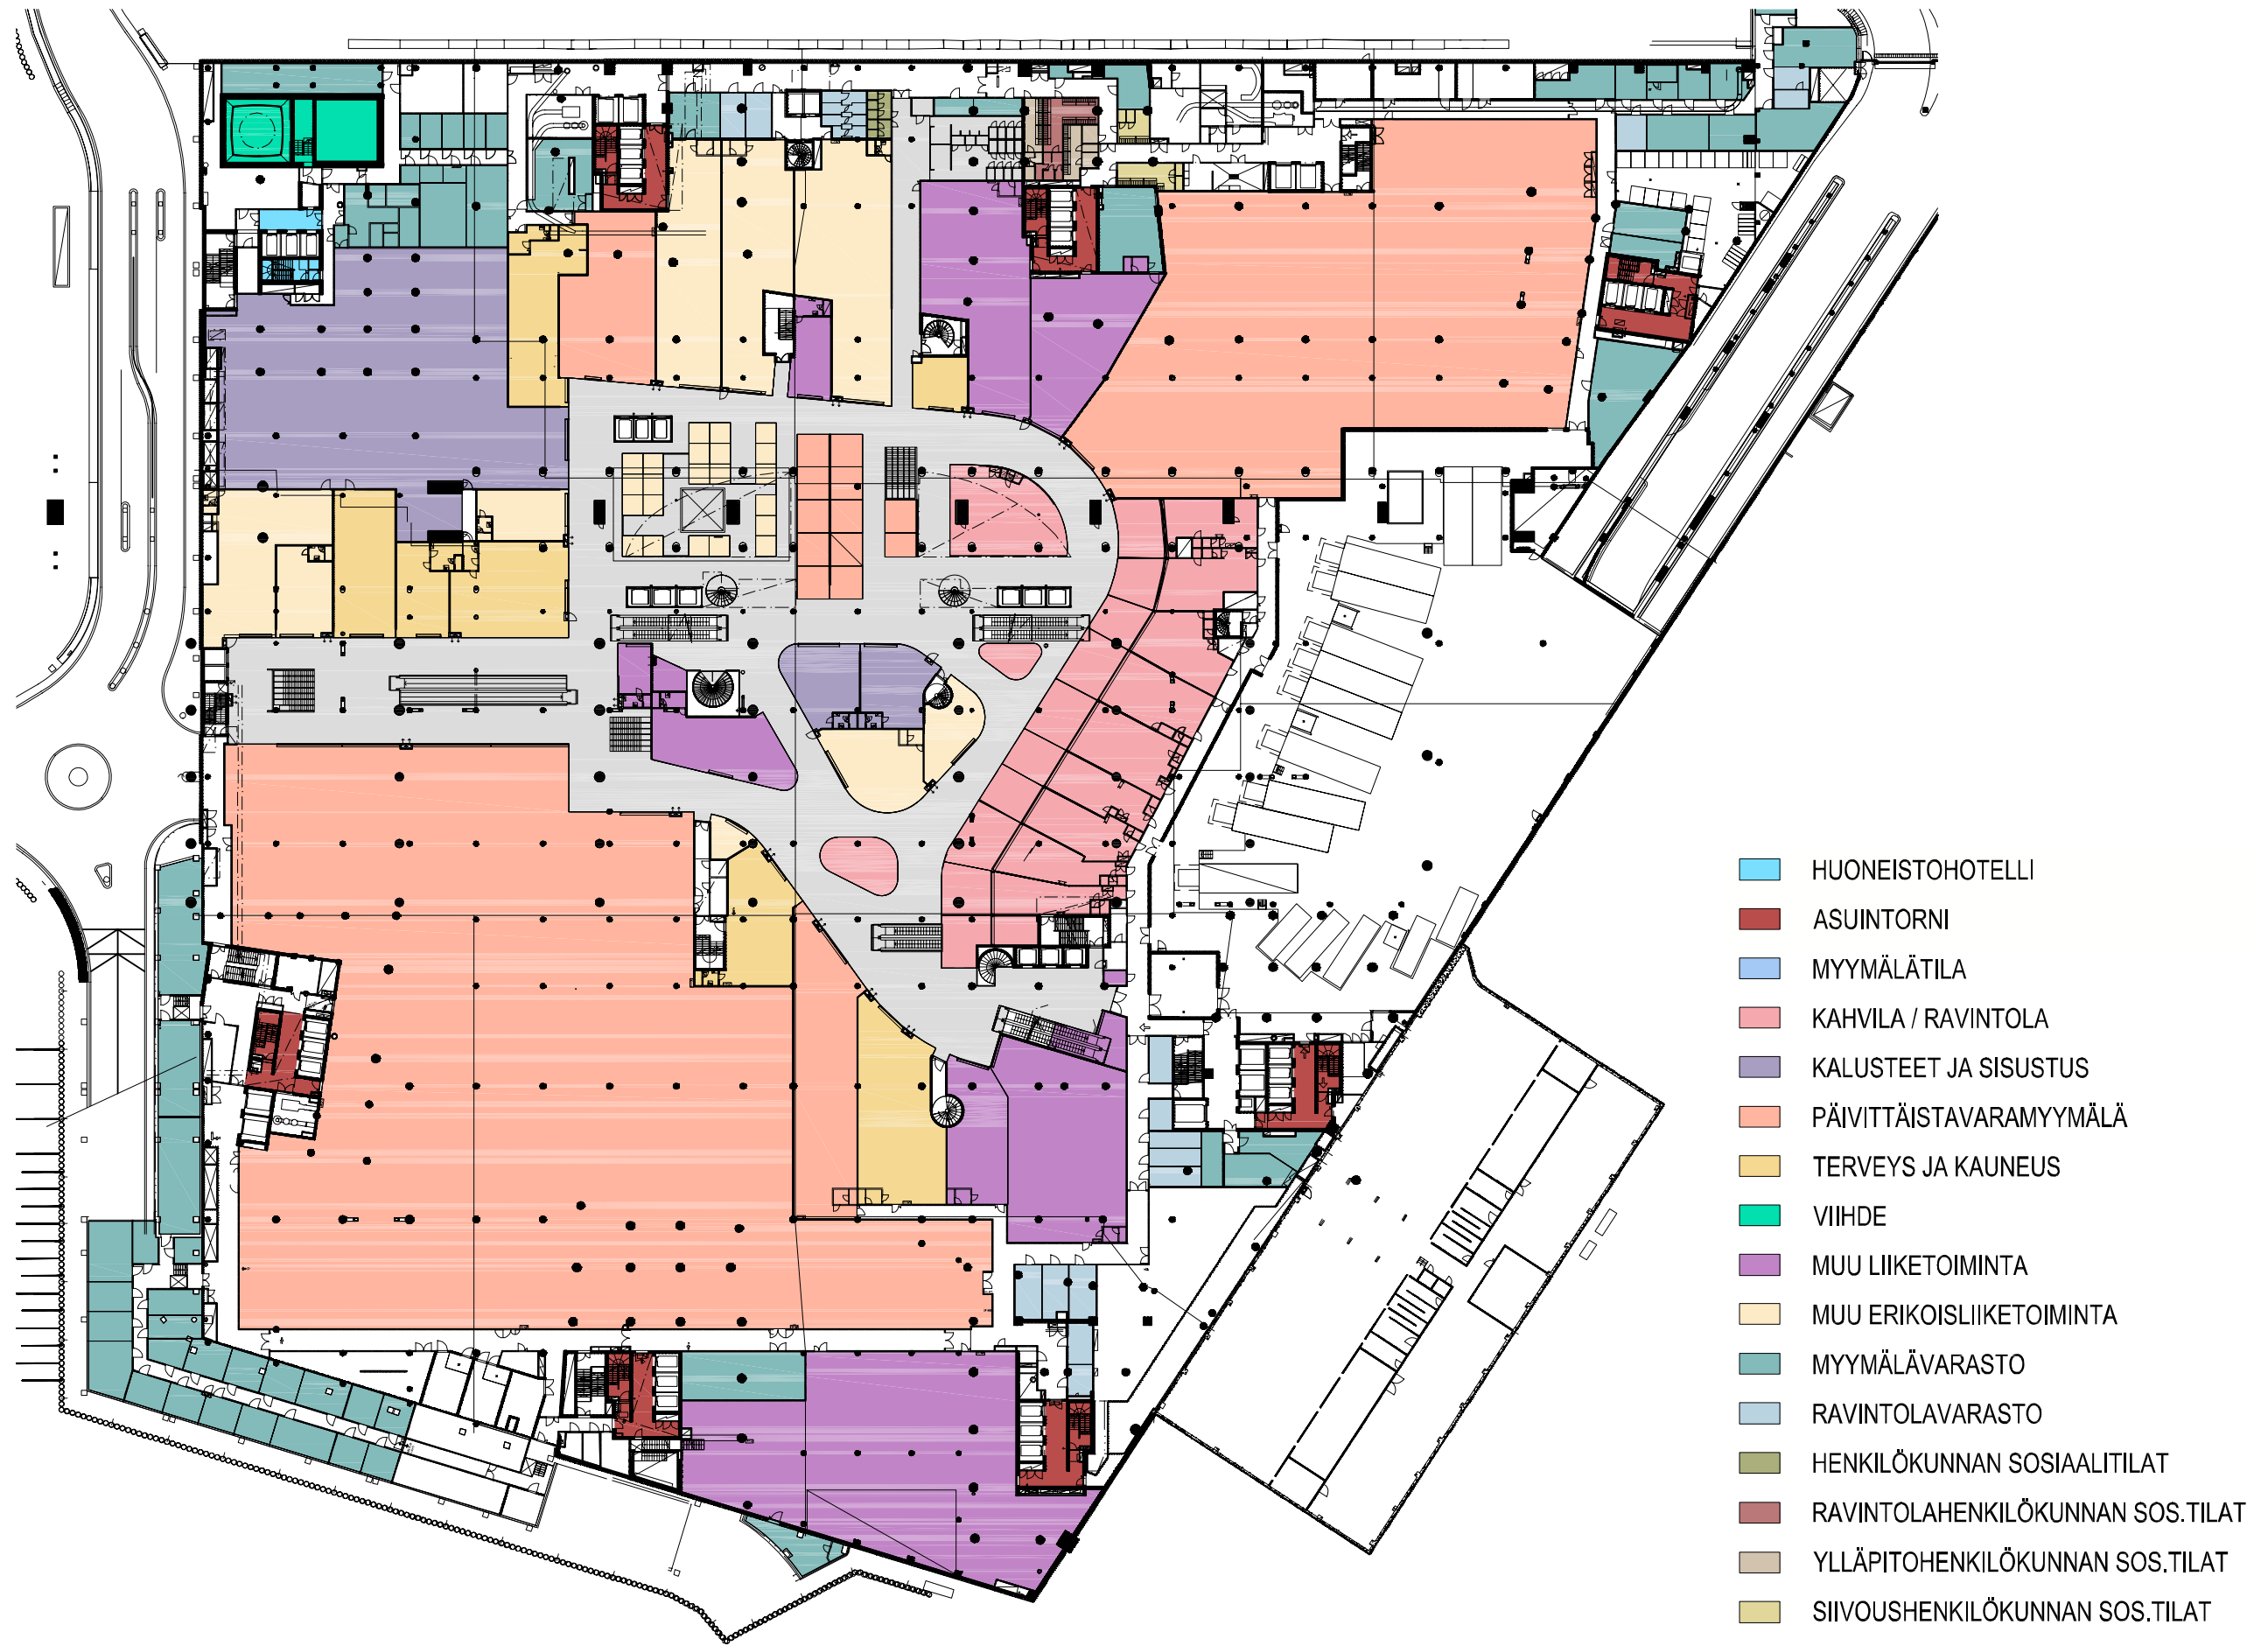 HUONEISTOHOTELLI
ASUINTORNI
MYYMÄLÄTILA
KAHVILA / RAVINTOLA
KALUSTEET JA SISUSTUS
PÄIVITTÄISTAVARAMYYMÄLÄ
TERVEYS JA KAUNEUS
VIIHDE
MUU LIIKETOIMINTA
MUU ERIKOISLIIKETOIMINTA
MYYMÄLÄVARASTO
RAVINTOLAVARASTO
HENKILÖKUNNAN SOSIAALITILAT
RAVINTOLAHENKILÖKUNNAN SOS.TILAT
YLLÄPITOHENKILÖKUNNAN SOS.TILAT
SIIVOUSHENKILÖKUNNAN SOS.TILAT